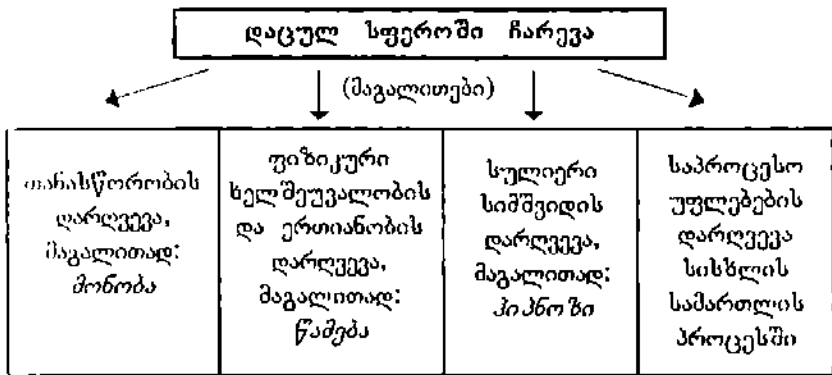 დაცულ სფეროში ჩარევა
(მაგალითები)
თანასწორობის
დარღვევა,
მაგალითად:
მონობა
ფიზიკური
ხელშეუვალობის
და ერთიანობის
დარღვევა,
მაგალითად:
წამება
სულიერი
სიმშვიდის
დარღვევა,
მაგალითად:
ჰიპნოზი
საპროცესო
უფლებების
დარღვევა
სისხლის
სამართლის
პროცესში